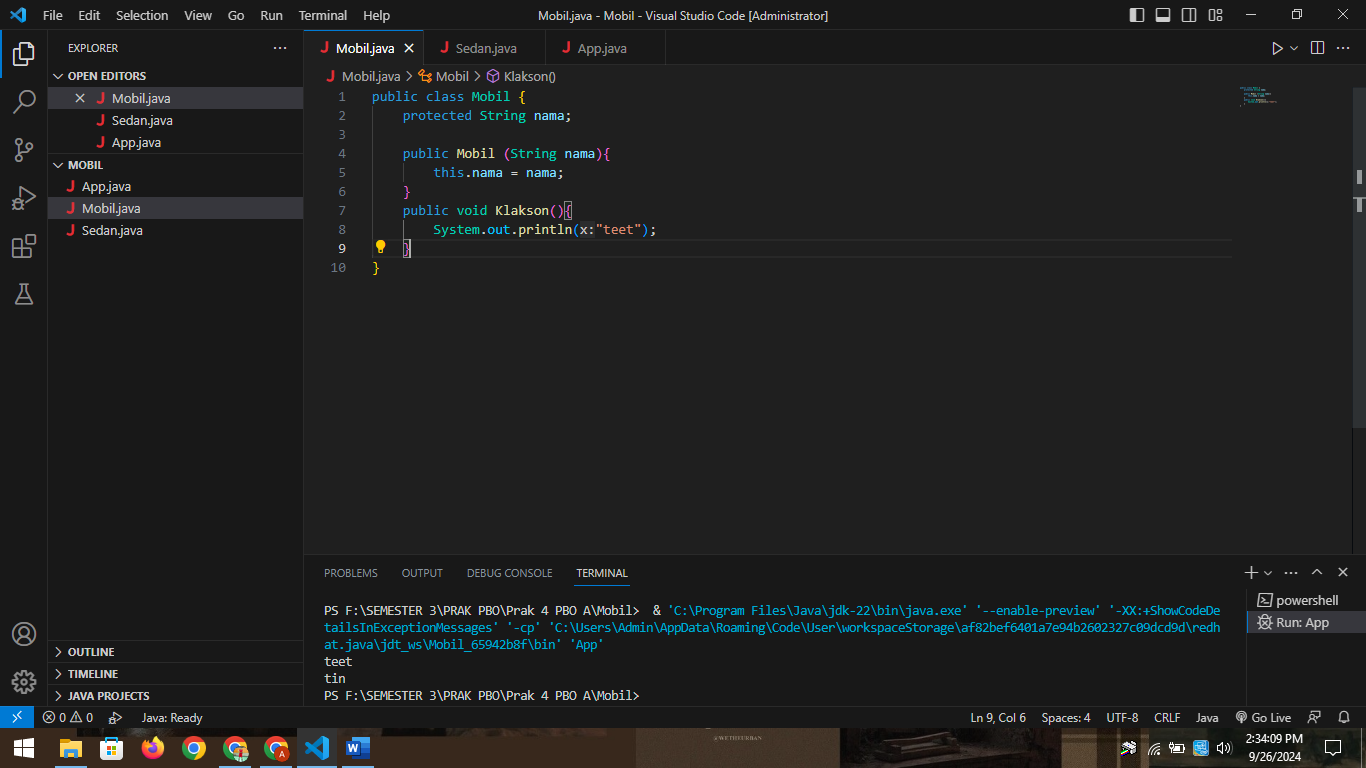 File Edit Selection View Go Run Terminal Help
Mobil.java - Mobil - Visual Studio Code [Administrator]
EXPLORER
OPEN EDITORS
Mobil.java
Sedan.java
App.java
MOBIL
App.java
Mobil.java
Sedan.java
OUTLINE
TIMELINE
JAVA PROJECTS
Mobil.java Sedan.java App.java
Mobil.java > Mobil > Klakson()
1 public class Mobil {
2 protected String nama;
3
4 public Mobil (String nama){
5 this.nama = nama;
6 }
7 public void Klakson(){
8 System.out.println(x:"teet");
9 }
10 }
PROBLEMS OUTPUT DEBUG CONSOLE TERMINAL
PS F:\SEMESTER 3\PRAK PBO\Prak 4 PBO A\Mobil> & 'C:\Program Files\Java\jdk-22\bin\java.exe' '--enable-preview' '-XX:+ShowCodeDe
tailsInExceptionMessages' '-cp' 'C:\Users\Admin\AppData\Roaming\Code\User\workspaceStorage\af82bef6401a7e94b2602327c09dcd9d\redh
at.java\jdt_ws\Mobil_65942b8f\bin' 'App'
teet
tin
PS F:\SEMESTER 3\PRAK PBO\Prak 4 PBO A\Mobil>
powershell
Run: App
0 0 Java: Ready
Ln 9, Col 6 Spaces: 4 UTF-8 CRLF Java Go Live
@WETHEURBAN
2:34:09 PM
9/26/2024